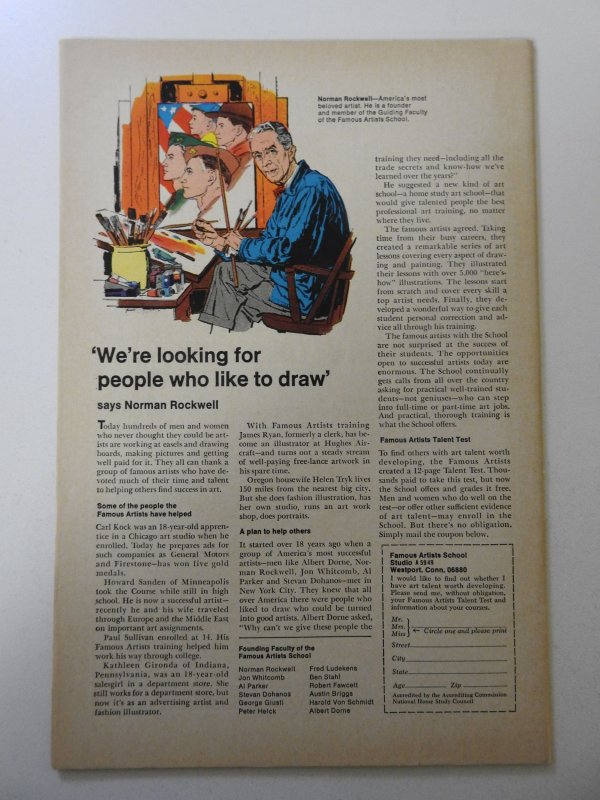 Norman Rockwell—America's most
beloved artist. He is a founder
and member of the Guiding Faculty
of the Famous Artists School.
'We're looking for
people who like to draw'
says Norman Rockwell
Today hundreds of men and women
who never thought they could be art-
ists are working at easels and drawing
boards, making pictures and getting
well paid for it. They all can thank a
group of famous artists who have de-
voted much of their time and talent
to helping others find success in art.
Some of the people the
Famous Artists have helped
Carl Kock was an 18-year-old appren-
tice in a Chicago art studio when he
enrolled. Today he prepares ads for
such companies as General Motors
and Firestone—has won five gold
medals.
Howard Sanden of Minneapolis
took the Course while still in high
school. He is now a successful artist—
recently he and his wife traveled
through Europe and the Middle East
on important art assignments.
Paul Sullivan enrolled at 14. His
Famous Artists training helped him
work his way through college.
Kathleen Gironda of Indiana,
Pennsylvania, was an 18-year-old
salesgirl in a department store. She
still works for a department store, but
now it's as an advertising artist and
fashion illustrator.
With Famous Artists training
James Ryan, formerly a clerk, has be-
come an illustrator at Hughes Air-
craft—and turns out a steady stream
of well-paying free-lance artwork in
his spare time.
Oregon housewife Helen Tryk lives
150 miles from the nearest big city.
But she does fashion illustration, has
her own studio, runs an art work
shop, does portraits.
A plan to help others
It started over 18 years ago when a
group of America's most successful
artists—men like Albert Dorne, Nor-
man Rockwell, Jon Whitcomb, Al
Parker and Stevan Dohanos—met in
New York City. They knew that all
over America there were people who
liked to draw who could be turned
into good artists. Albert Dorne asked,
"Why can't we give these people the
Founding Faculty of the
Famous Artists School
Norman Rockwell
Jon Whitcomb
Al Parker
Stevan Dohanos
George Giusti
Peter Helck
Fred Ludekens
Ben Stahl
Robert Fawcett
Austin Briggs
Harold Von Schmidt
Albert Dorne
training they need—including all the
trade secrets and know-how we've
learned over the years?"
He suggested a new kind of art
school—a home study art school—that
would give talented people the best
professional art training, no matter
where they live.
The famous artists agreed. Taking
time from their busy careers, they
created a remarkable series of art
lessons covering every aspect of draw-
ing and painting. They illustrated
their lessons with over 5,000 "here's-
how" illustrations. The lessons start
from scratch and cover every skill a
top artist needs. Finally, they de-
veloped a wonderful way to give each
student personal correction and ad-
vice all through his training.
The famous artists with the School
are not surprised at the success of
their students. The opportunities
open to successful artists today are
enormous. The School continually
gets calls from all over the country
asking for practical well-trained stu-
dents—not geniuses—who can step
into full-time or part-time art jobs.
And practical, thorough training is
what the School offers.
Famous Artists Talent Test
To find others with art talent worth
developing, the Famous Artists
created a 12-page Talent Test. Thou-
sands paid to take this test, but now
the School offers and grades it free.
Men and women who do well on the
test—or offer other sufficient evidence
of art talent—may enroll in the
School. But there's no obligation.
Simply mail the coupon below.
Famous Artists School
Studio A5949
Westport, Conn. 06880
I would like to find out whether I
have art talent worth developing.
Please send me, without obligation,
your Famous Artists Talent Test and
information about your courses.
Mr.
Mrs.
Miss ← Circle one and please print
Street
City
State
Age Zip
Accredited by the Accrediting Commission
National Home Study Council